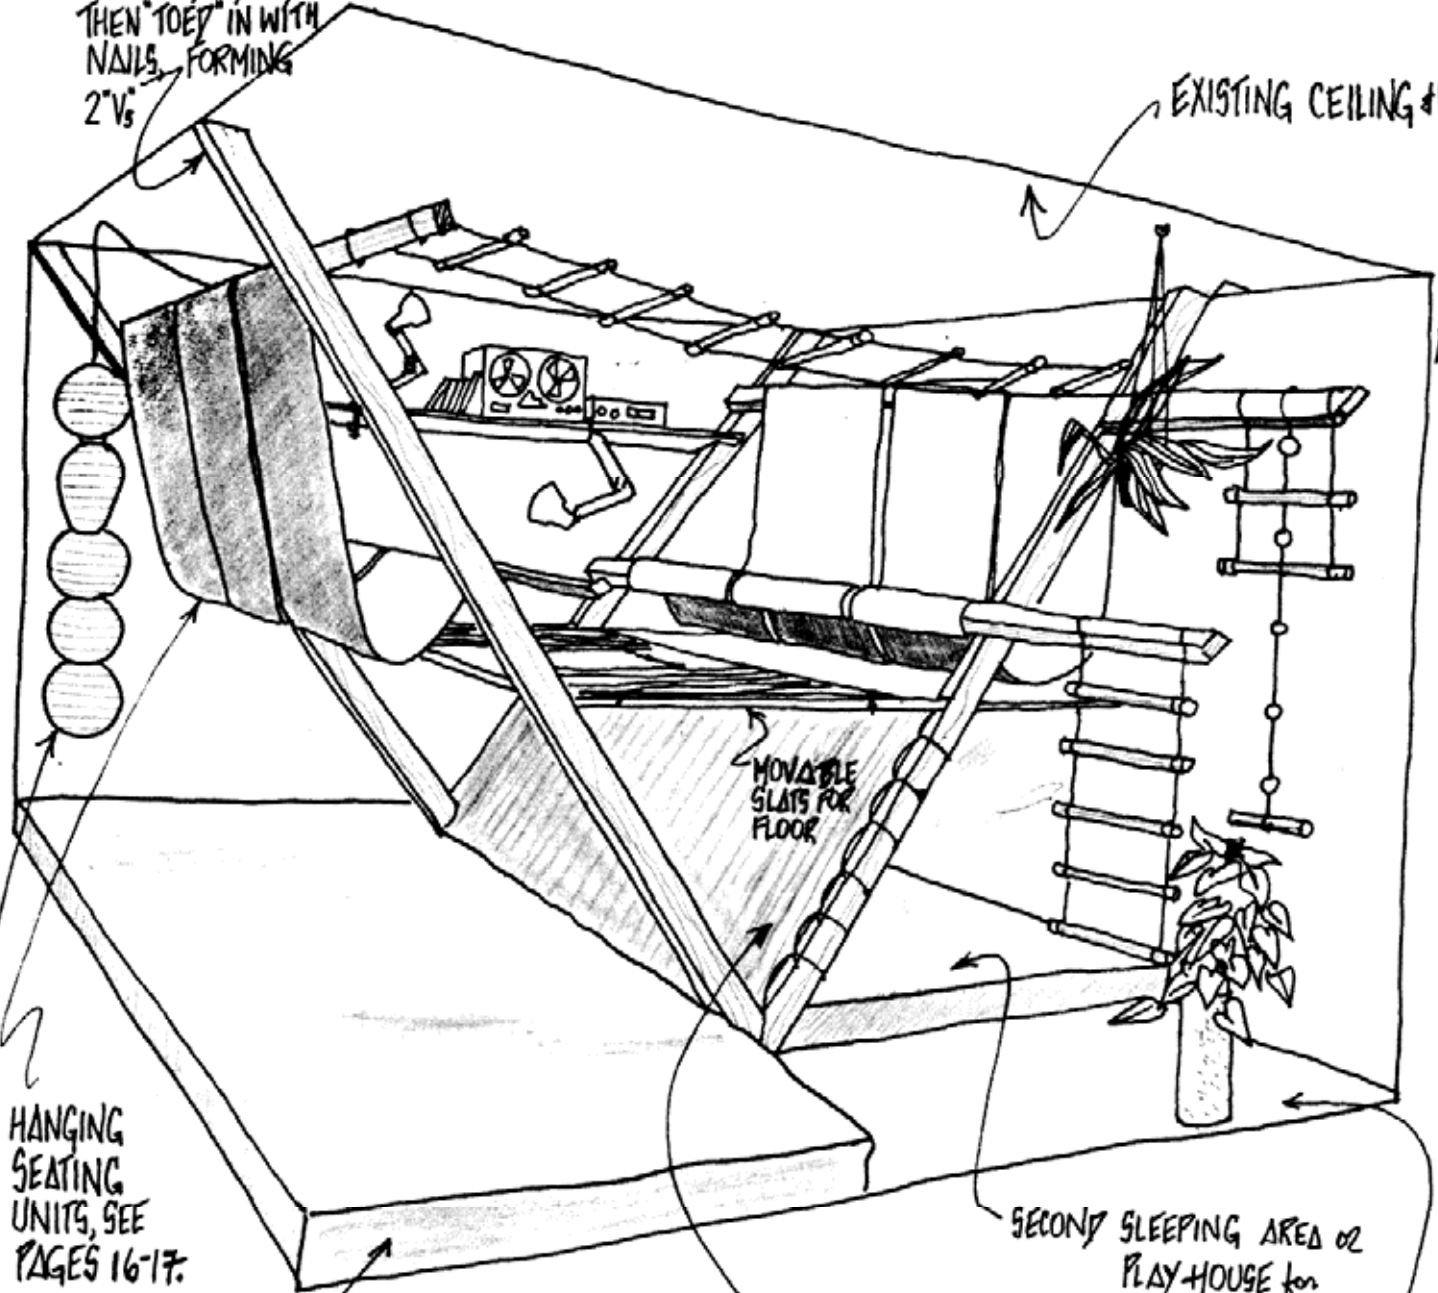 THEN "TOED" IN WITH
NAILS, FORMING
2 "Vs"
EXISTING CEILING &
MOVABLE
SLATS FOR
FLOOR
HANGING
SEATING
UNITS, SEE
PAGES 16-17.
SECOND SLEEPING AREA OR
PLAY-HOUSE for